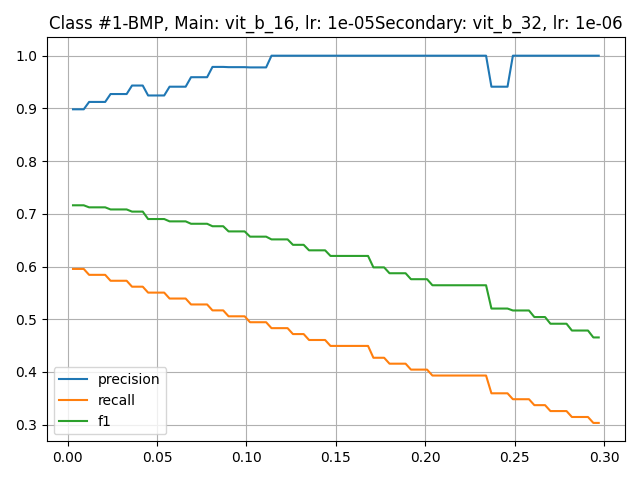 Class #1-BMP, Main: vit_b_16, lr: 1e-05Secondary: vit_b_32, lr: 1e-06
1.0
0.9
0.8
0.7
0.6
0.5
0.4
0.3
precision
recall
f1
0.00 0.05 0.10 0.15 0.20 0.25 0.30